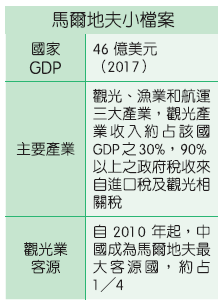 馬爾地夫小檔案
國家
GDP
46 億美元
（2017）
主要產業
觀光、漁業和航運
三大產業，觀光產
業收入約占該國
GDP之30%，90%
以上之政府稅收來
自進口稅及觀光相
關稅
觀光業
客源
自 2010 年起，中
國成為馬爾地夫最
大客源國，約占
1／4